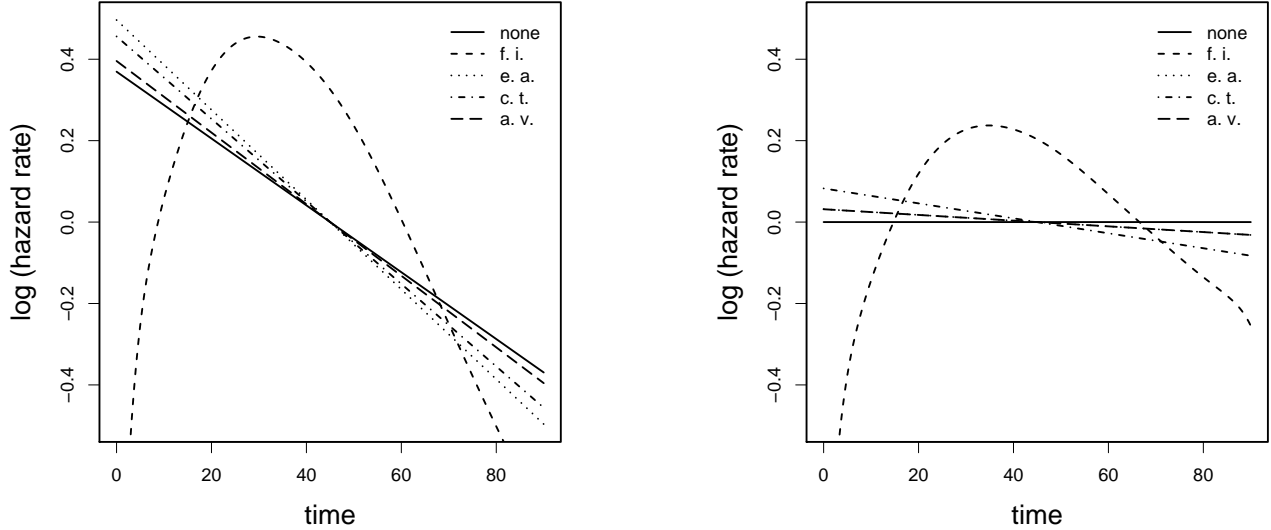 log (hazard rate)
0.4
0.2
0.0
−0.2
−0.4
none
f. i.
e. a.
c. t.
a. v.
0 20 40 60 80
time
log (hazard rate)
0.4
0.2
0.0
−0.2
−0.4
none
f. i.
e. a.
c. t.
a. v.
0 20 40 60 80
time